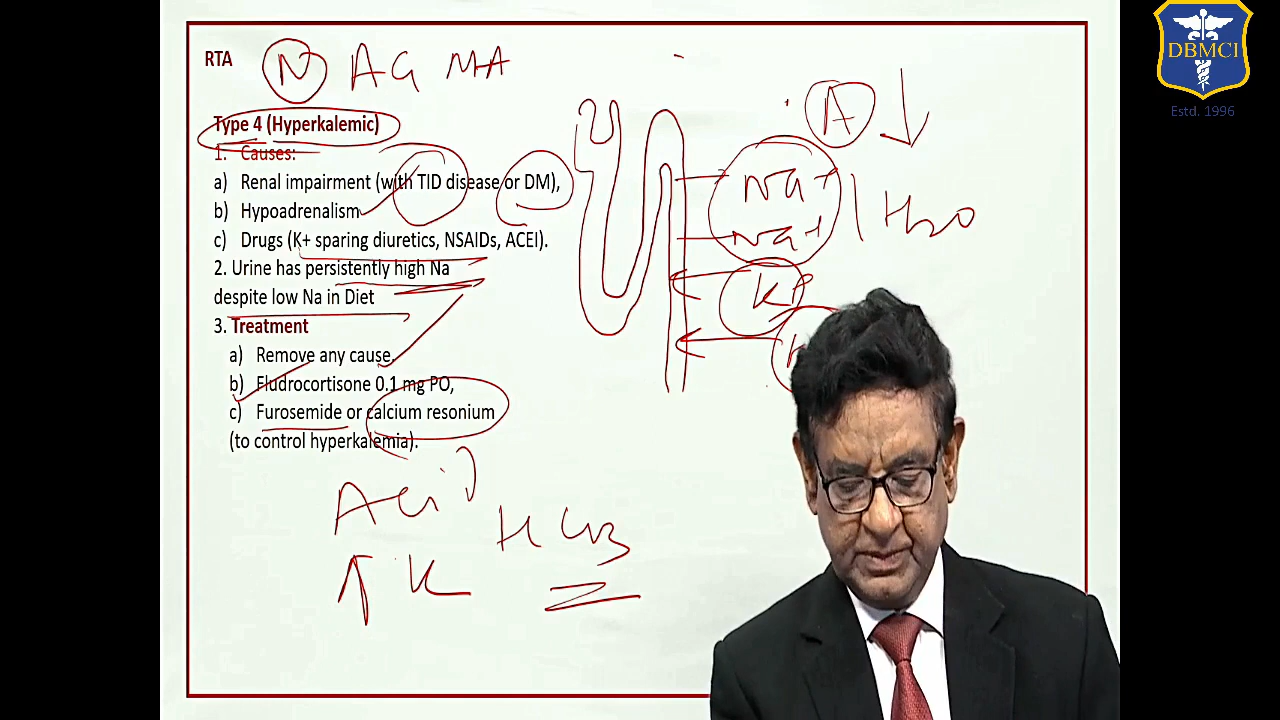 DBMCI
Estd. 1996
RTA
N AG MA
Type 4 (Hyperkalemic)
1. Causes:
a) Renal impairment (with TID disease or DM),
b) Hypoadrenalism
c) Drugs (K+ sparing diuretics, NSAIDs, ACEI).
2. Urine has persistently high Na
despite low Na in Diet
3. Treatment
a) Remove any cause,
b) Fludrocortisone 0.1 mg PO,
c) Furosemide or calcium resonium
(to control hyperkalemia).
A ↓
Na+
Na+
H2O
↑ K
HCO3